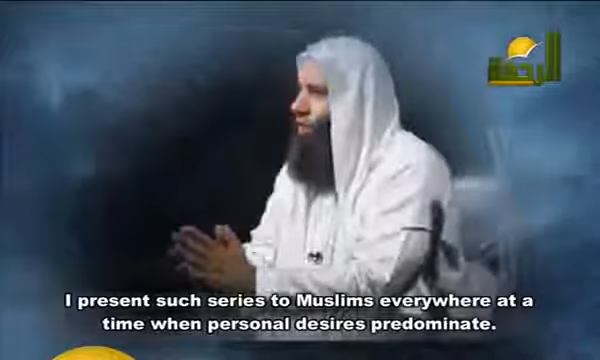 الرحمة
I present such series to Muslims everywhere at a
time when personal desires predominate.